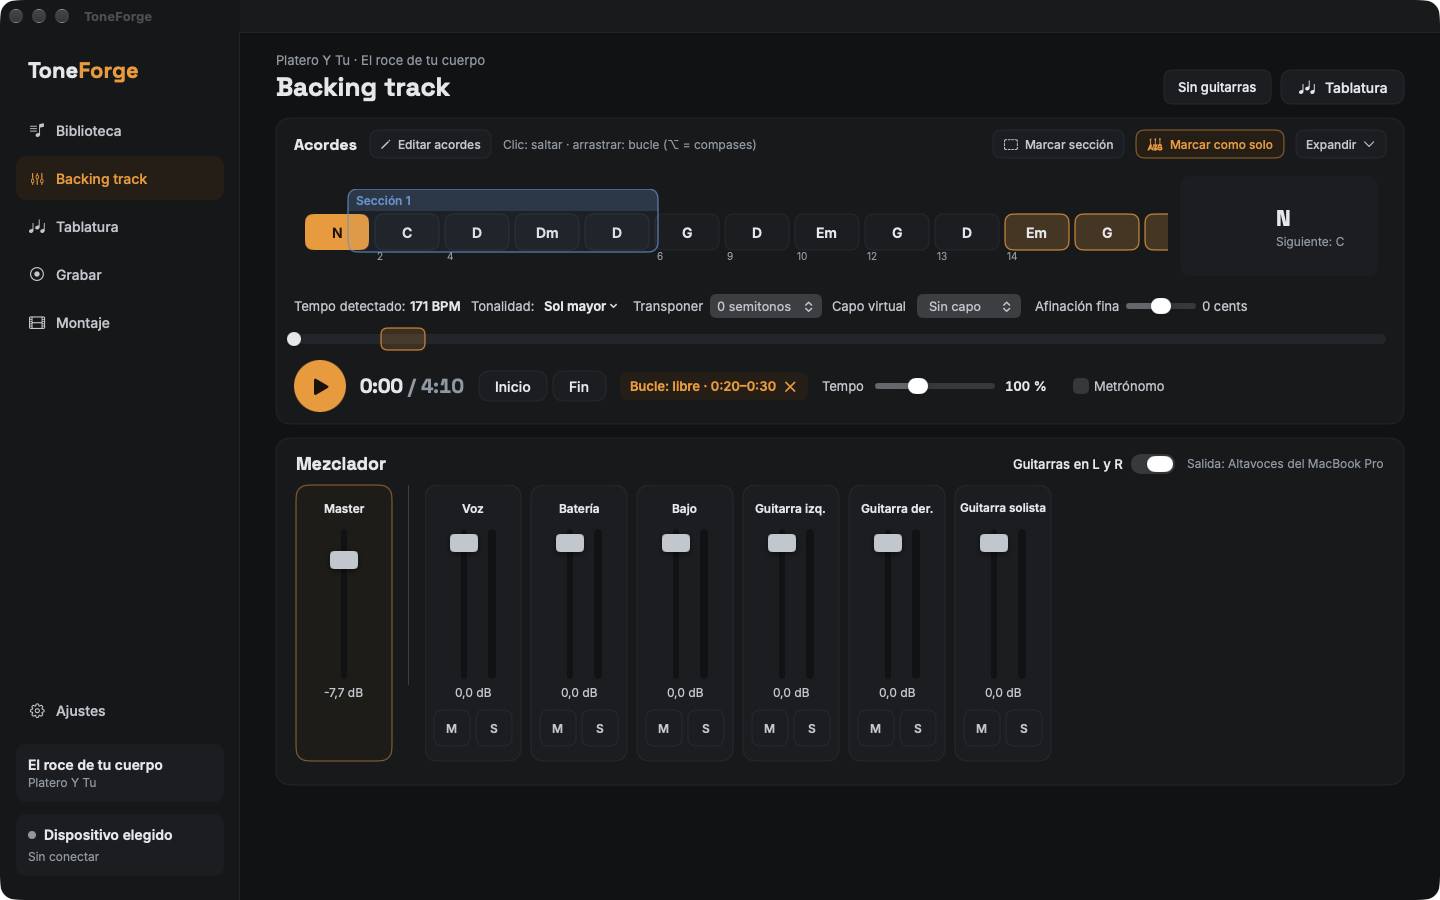 ToneForge
ToneForge
Biblioteca
Backing track
Tablatura
Grabar
Montaje
Ajustes
El roce de tu cuerpo
Platero Y Tu
Dispositivo elegido
Sin conectar
Platero Y Tu · El roce de tu cuerpo
Backing track
Sin guitarras
Tablatura
Acordes
Editar acordes
Clic: saltar · arrastrar: bucle (⌥ = compases)
Marcar sección
Marcar como solo
Expandir
Sección 1
N C D Dm D G D Em G D Em G
2 4 6 9 10 12 13 14
N
Siguiente: C
Tempo detectado: 171 BPM Tonalidad: Sol mayor Transponer 0 semitonos Capo virtual Sin capo Afinación fina 0 cents
0:00 / 4:10 Inicio Fin Bucle: libre · 0:20–0:30 Tempo 100 % Metrónomo
Mezclador
Guitarras en L y R
Salida: Altavoces del MacBook Pro
Master Voz Batería Bajo Guitarra izq. Guitarra der. Guitarra solista
-7,7 dB 0,0 dB 0,0 dB 0,0 dB 0,0 dB 0,0 dB 0,0 dB
M S M S M S M S M S M S